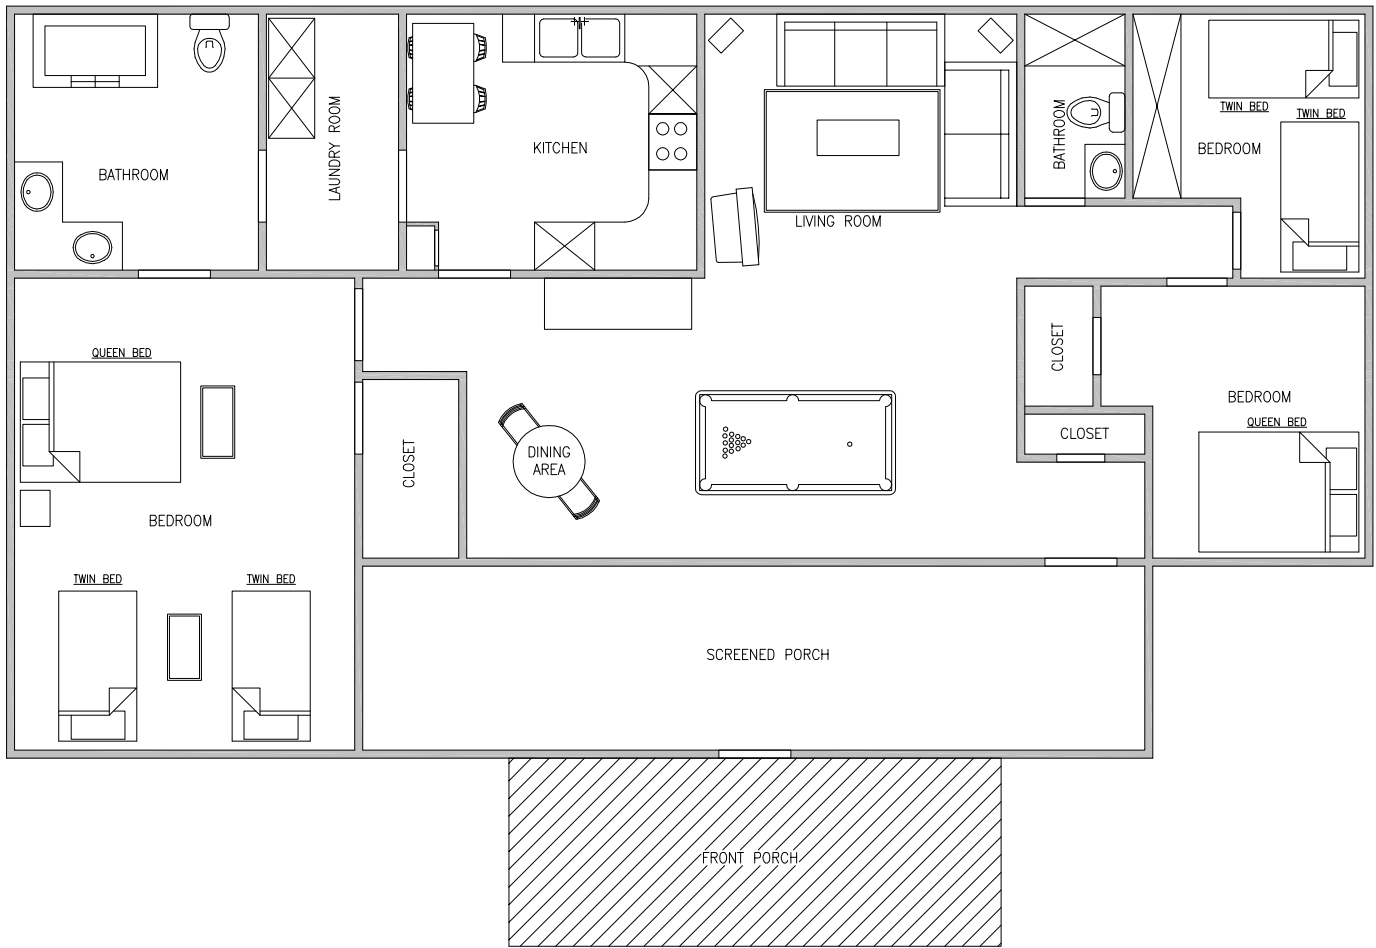 TWIN BED
TWIN BED
BATHROOM
LAUNDRY ROOM
KITCHEN
BATHROOM
BEDROOM
LIVING ROOM
QUEEN BED
CLOSET
BEDROOM
QUEEN BED
CLOSET
CLOSET
DINING
AREA
BEDROOM
TWIN BED
TWIN BED
SCREENED PORCH
FRONT PORCH